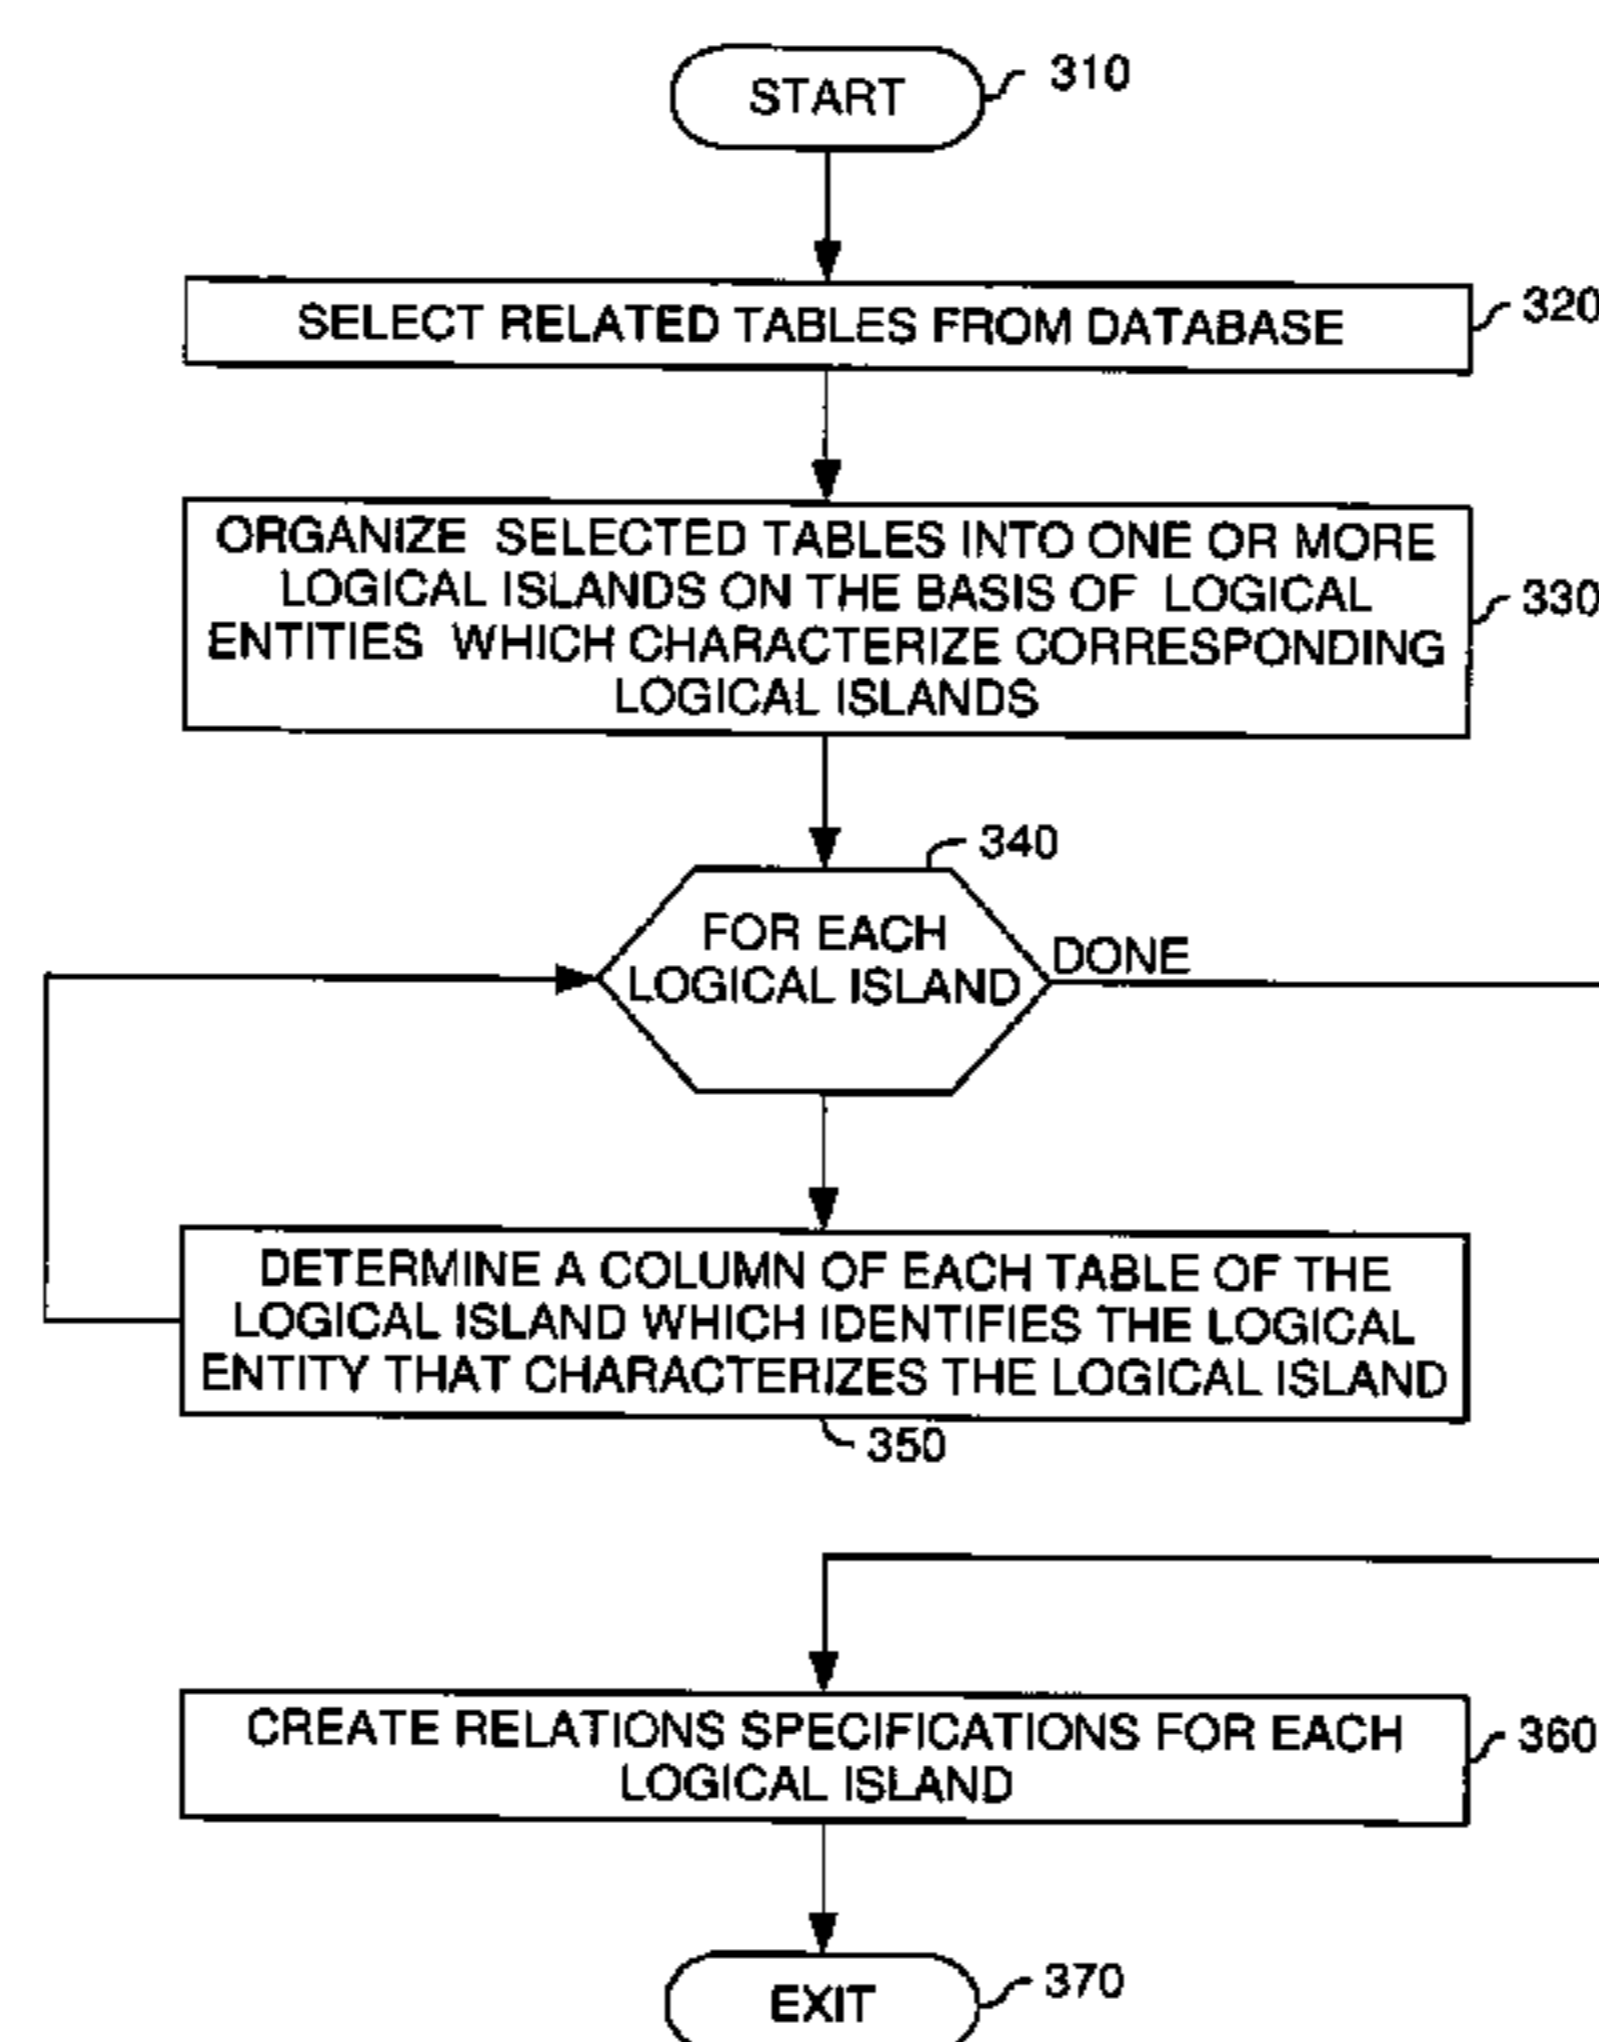 START
310
SELECT RELATED TABLES FROM DATABASE
320
ORGANIZE SELECTED TABLES INTO ONE OR MORE
LOGICAL ISLANDS ON THE BASIS OF LOGICAL
ENTITIES WHICH CHARACTERIZE CORRESPONDING
LOGICAL ISLANDS
330
340
FOR EACH
LOGICAL ISLAND
DONE
DETERMINE A COLUMN OF EACH TABLE OF THE
LOGICAL ISLAND WHICH IDENTIFIES THE LOGICAL
ENTITY THAT CHARACTERIZES THE LOGICAL ISLAND
350
CREATE RELATIONS SPECIFICATIONS FOR EACH
LOGICAL ISLAND
360
EXIT
370